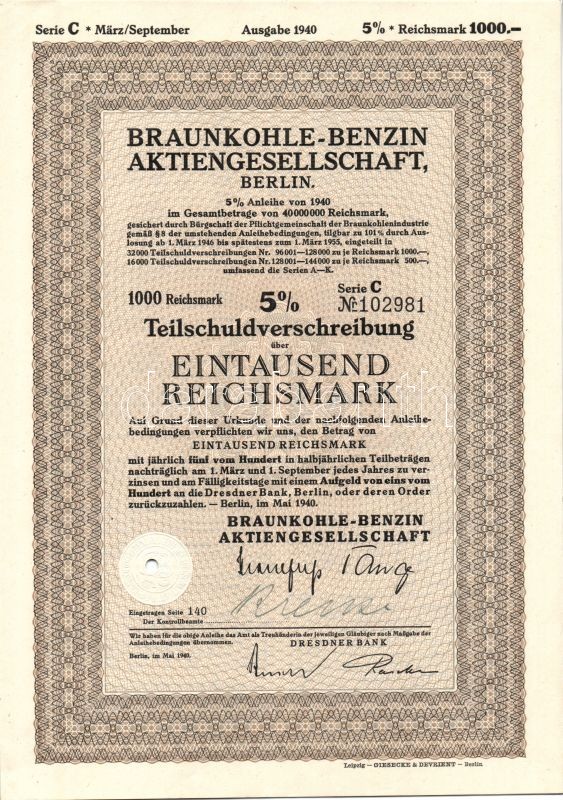 Serie C * März/September Ausgabe 1940 5% * Reichsmark 1000.—
BRAUNKOHLE-BENZIN
AKTIENGESELLSCHAFT,
BERLIN.
5% Anleihe von 1940
im Gesamtbetrage von 40000000 Reichsmark,
gesichert durch Bürgschaft der Pflichtgemeinschaft der Braunkohlenindustrie
gemäß § 8 der umstehenden Anleihebedingungen, tilgbar zu 101% durch Aus-
losung ab 1. März 1946 bis spätestens zum 1. März 1955, eingeteilt in
32000 Teilschuldverschreibungen Nr. 96001—128000 zu je Reichsmark 1000.—,
16000 Teilschuldverschreibungen Nr. 128001—144000 zu je Reichsmark 500.—,
umfassend die Serien A—K.
1000 Reichsmark 5% Serie C
№ 102981
Teilschuldverschreibung
über
EINTAUSEND
REICHSMARK
Auf Grund dieser Urkunde und der nachfolgenden Anleihe-
bedingungen verpflichten wir uns, den Betrag von
EINTAUSEND REICHSMARK
mit jährlich fünf vom Hundert in halbjährlichen Teilbeträgen
nachträglich am 1. März und 1. September jedes Jahres zu ver-
zinsen und am Fälligkeitstage mit einem Aufgeld von eins vom
Hundert an die Dresdner Bank, Berlin, oder deren Order
zurückzuzahlen. — Berlin, im Mai 1940.
BRAUNKOHLE-BENZIN
AKTIENGESELLSCHAFT
Eingetragen Seite 140
Der Kontrollbeamte
Wir haben für die obige Anleihe das Amt als Treuhänderin der jeweiligen Gläubiger nach Maßgabe der
Anleihebedingungen übernommen. DRESDNER BANK
Berlin, im Mai 1940.
Leipzig — GIESECKE & DEVRIENT — Berlin